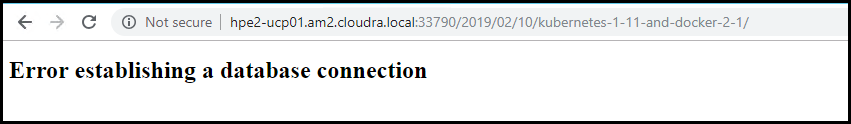 Not secure | hpe2-ucp01.am2.cloudra.local:33790/2019/02/10/kubernetes-1-11-and-docker-2-1/
Error establishing a database connection